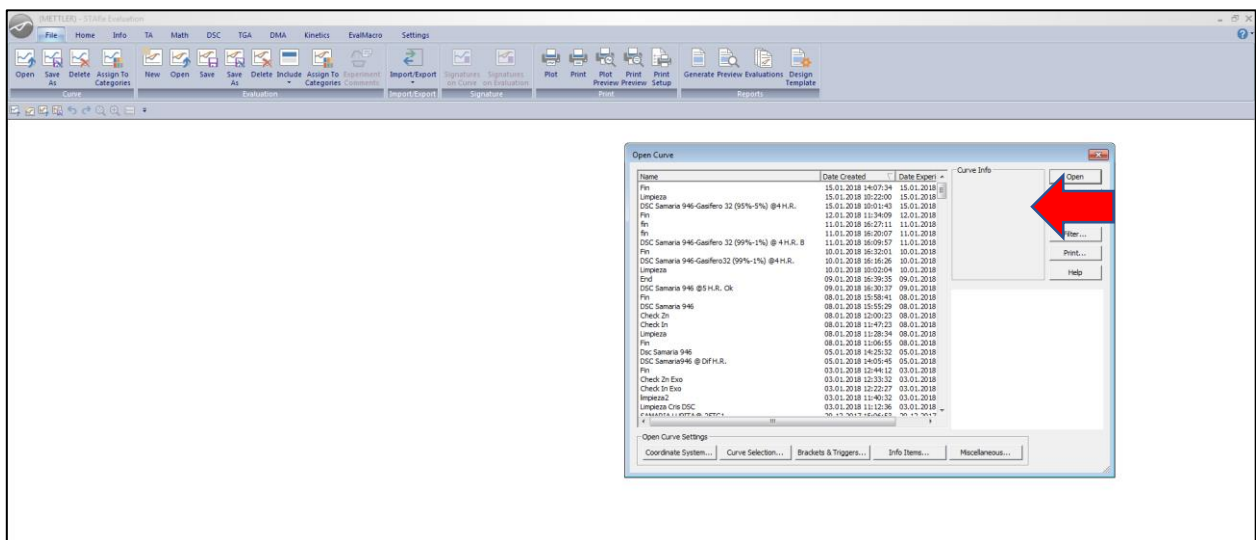 (METTLER) - STARe Evaluation
File Home Info TA Math DSC TGA DMA Kinetics EvalMacro Settings
Open Save As Delete Assign To Categories New Open Save Save As Delete Include Assign To Categories Experiment Comments Import/Export Signatures on Curve Signatures on Evaluation Plot Print Plot Preview Print Preview Print Setup Generate Preview Evaluations Design Template
Curve Evaluation Import/Export Signature Print Reports
Open Curve
Name Date Created Date Experi
Fin 15.01.2018 14:07:34 15.01.2018
Limpieza 15.01.2018 10:22:00 15.01.2018
DSC Samaria 946-Gasifero 32 (95%-5%) @4 H.R. 15.01.2018 10:01:43 15.01.2018
Fin 12.01.2018 11:34:09 12.01.2018
fin 11.01.2018 16:27:11 11.01.2018
fin 11.01.2018 16:20:07 11.01.2018
DSC Samaria 946-Gasifero 32 (99%-1%) @ 4 H.R. B 11.01.2018 16:09:57 11.01.2018
Fin 10.01.2018 16:32:01 10.01.2018
DSC Samaria 946-Gasifero32 (99%-1%) @4 H.R. 10.01.2018 16:16:26 10.01.2018
Limpieza 10.01.2018 10:02:04 10.01.2018
End 09.01.2018 16:39:35 09.01.2018
DSC Samaria 946 @5 H.R. Ok 09.01.2018 16:30:37 09.01.2018
Fin 08.01.2018 15:58:41 08.01.2018
DSC Samaria 946 08.01.2018 15:55:29 08.01.2018
Check Zn 08.01.2018 12:00:23 08.01.2018
Check In 08.01.2018 11:47:23 08.01.2018
Limpieza 08.01.2018 11:28:34 08.01.2018
Fin 08.01.2018 11:06:55 08.01.2018
Dsc Samaria 946 05.01.2018 14:25:32 05.01.2018
DSC Samaria946 @ Dif H.R. 05.01.2018 14:05:45 05.01.2018
Fin 03.01.2018 12:44:12 03.01.2018
Check Zn Exo 03.01.2018 12:33:32 03.01.2018
Check In Exo 03.01.2018 12:22:27 03.01.2018
limpieza2 03.01.2018 11:40:32 03.01.2018
Limpieza Cris DSC 03.01.2018 11:12:36 03.01.2018
Curve Info
Open
Filter...
Print...
Help
Open Curve Settings
Coordinate System... Curve Selection... Brackets & Triggers... Info Items... Miscellaneous...